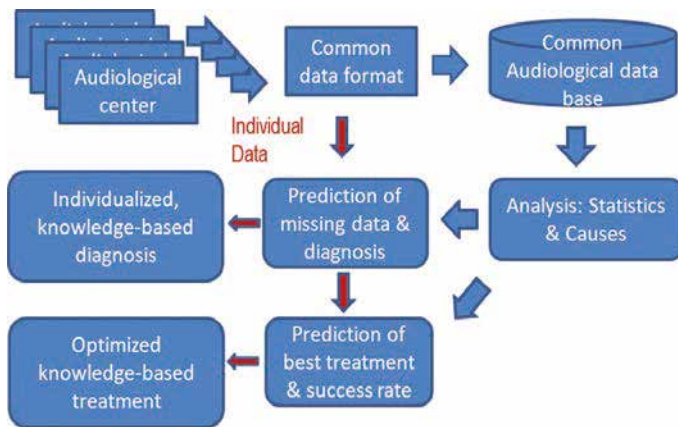 Audiological
center
Common
data format
Common
Audiological data
base
Individual
Data
Individualized,
knowledge-based
diagnosis
Prediction of
missing data &
diagnosis
Analysis: Statistics
& Causes
Optimized
knowledge-based
treatment
Prediction of
best treatment
& success rate